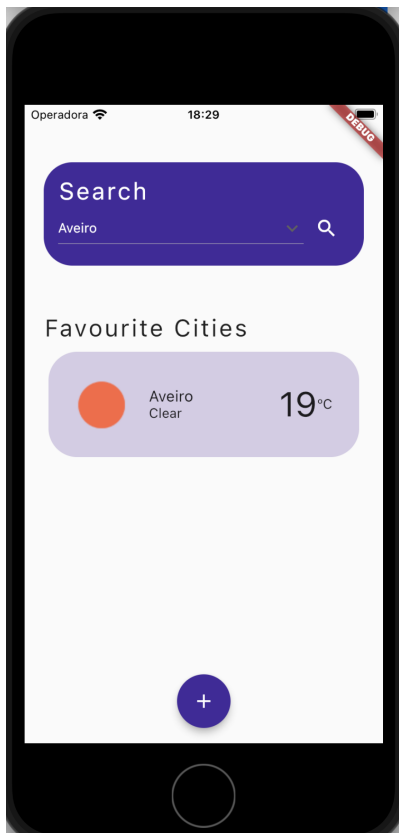 Operadora 18:29
DEBUG
Search
Aveiro
Favourite Cities
Aveiro
Clear
19°C
+